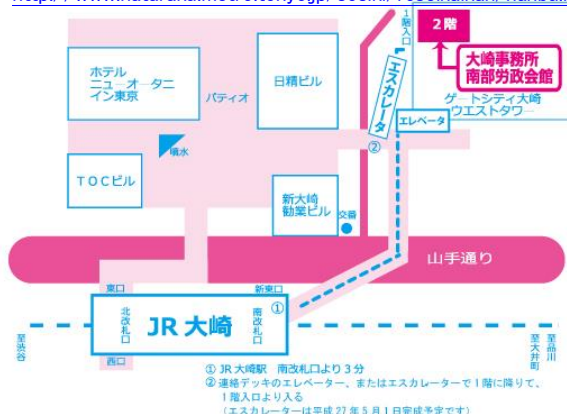 1階入口
2階
大崎事務所
南部労政会館
ホテル
ニューオータニ
イン東京
日精ビル
パティオ
エスカレータ
エレベータ
ゲートシティ大崎
ウエストタワー
②
噴水
TOCビル
新大崎
勧業ビル
交番
山手通り
東口
新東口
北改札口
JR 大崎
南改札口
①
西口
至渋谷
至大井町
至品川
① JR 大崎駅 南改札口より3分
② 連絡デッキのエレベーター、またはエスカレーターで1階に降りて、
1階入口より入る
(エスカレーターは平成27年5月1日完成予定です)